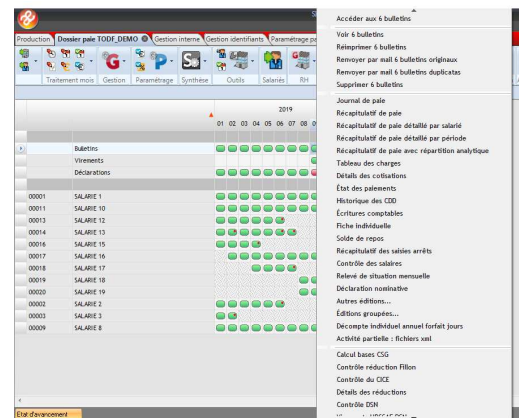 Production
Dossier paie TODF_DEMO
Gestion interne
Gestion identifiants
Paramétrage pa
Traitement mois
Gestion
Paramétrage
Synthèse
Outils
Salariés
RH
2019
01 02 03 04 05 06 07 08 0
Bulletins
Virements
Déclarations
00001 SALARIE 1
00011 SALARIE 10
00013 SALARIE 12
00014 SALARIE 13
00016 SALARIE 15
00017 SALARIE 16
00018 SALARIE 17
00019 SALARIE 18
00020 SALARIE 19
00002 SALARIE 2
00003 SALARIE 3
00009 SALARIE 8
Etat d'avancement
Accéder aux 6 bulletins
Voir 6 bulletins
Réimprimer 6 bulletins
Renvoyer par mail 6 bulletins originaux
Renvoyer par mail 6 bulletins duplicatas
Supprimer 6 bulletins
Journal de paie
Récapitulatif de paie
Récapitulatif de paie détaillé par salarié
Récapitulatif de paie détaillé par période
Récapitulatif de paie avec répartition analytique
Tableau des charges
Détails des cotisations
État des paiements
Historique des CDD
Écritures comptables
Fiche individuelle
Solde de repos
Récapitulatif des saisies arrêts
Contrôle des salaires
Relevé de situation mensuelle
Déclaration nominative
Autres éditions...
Éditions groupées...
Décompte individuel annuel forfait jours
Activité partielle : fichiers xml
Calcul bases CSG
Contrôle réduction Fillon
Contrôle du CICE
Détails des réductions
Contrôle DSN